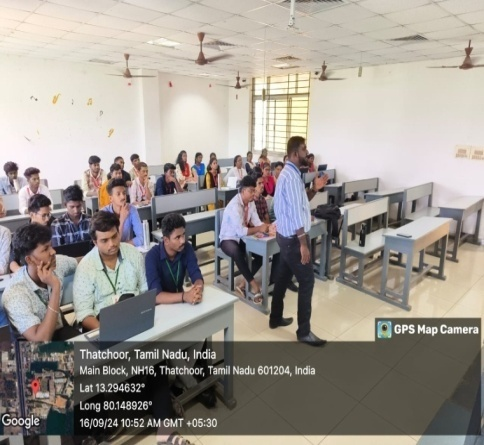 GPS Map Camera
Thatchoor, Tamil Nadu, India
Main Block, NH16, Thatchoor, Tamil Nadu 601204, India
Lat 13.294632°
Long 80.148926°
16/09/24 10:52 AM GMT +05:30
Google